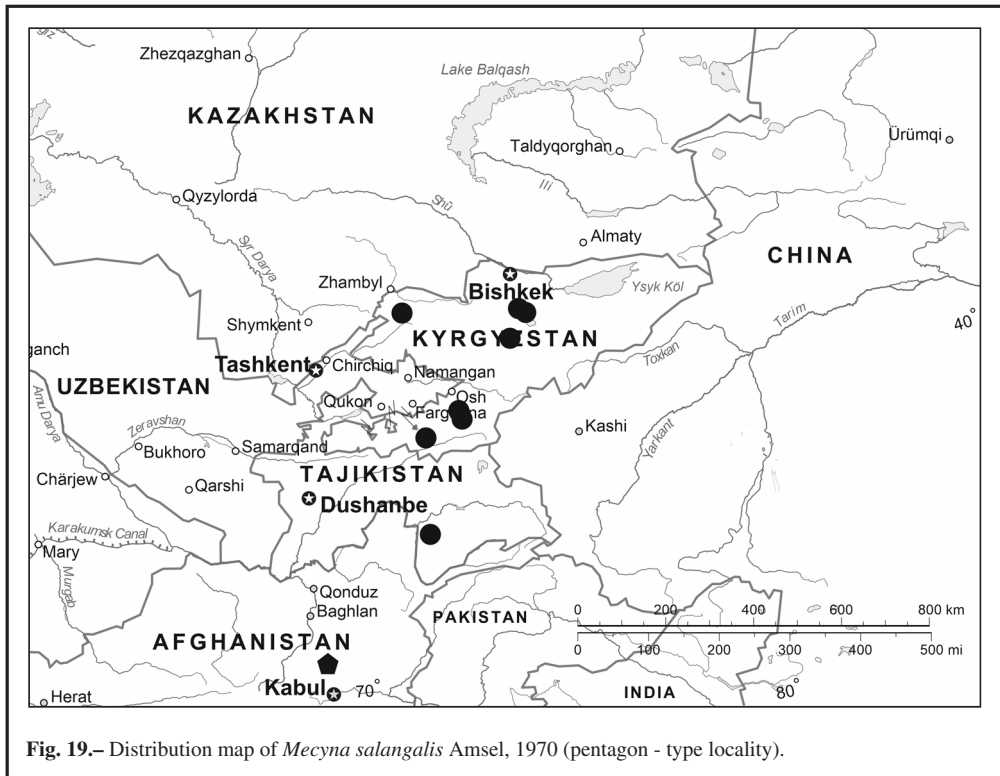 giz
Zhezqazghan
Lake Balqash
KAZAKHSTAN
Taldyqorghan
Ürümqi
Ili
Qyzylorda
Shū
Almaty
Syr Darya
CHINA
Zhambyl
Bishkek
Ysyk Köl
Shymkent
KYRGYZSTAN
Tarim
40°
Toxkan
ganch
Tashkent
Chirchiq
Namangan
UZBEKISTAN
Qukon
Osh
Amu Darya
Zeravshan
Bukhoro
Samarqand
Kashi
Yarkant
TAJIKISTAN
Chärjew
Qarshi
Dushanbe
Karakumsk Canal
Mary
Murgab
Qonduz
Baghlan
PAKISTAN
0 200 400 600 800 km
0 100 200 300 400 500 mi
AFGHANISTAN
Kabul
70°
80°
Herat
INDIA
Fig. 19.– Distribution map of Mecyna salangalis Amsel, 1970 (pentagon - type locality).